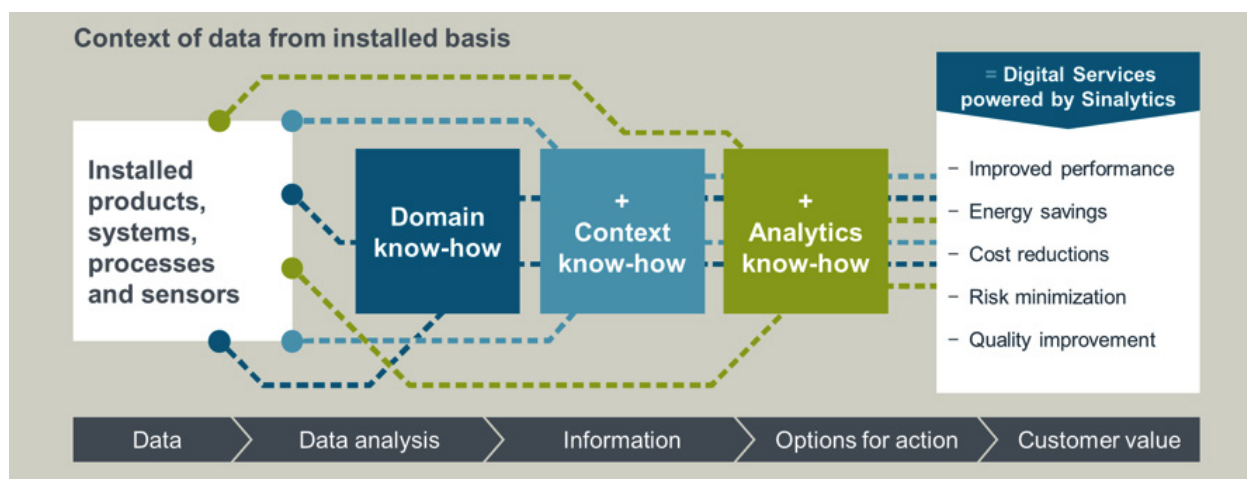 Context of data from installed basis
= Digital Services
powered by Sinalytics
Installed
products,
systems,
processes
and sensors
Domain
know-how
+
Context
know-how
+
Analytics
know-how
– Improved performance
– Energy savings
– Cost reductions
– Risk minimization
– Quality improvement
Data
Data analysis
Information
Options for action
Customer value